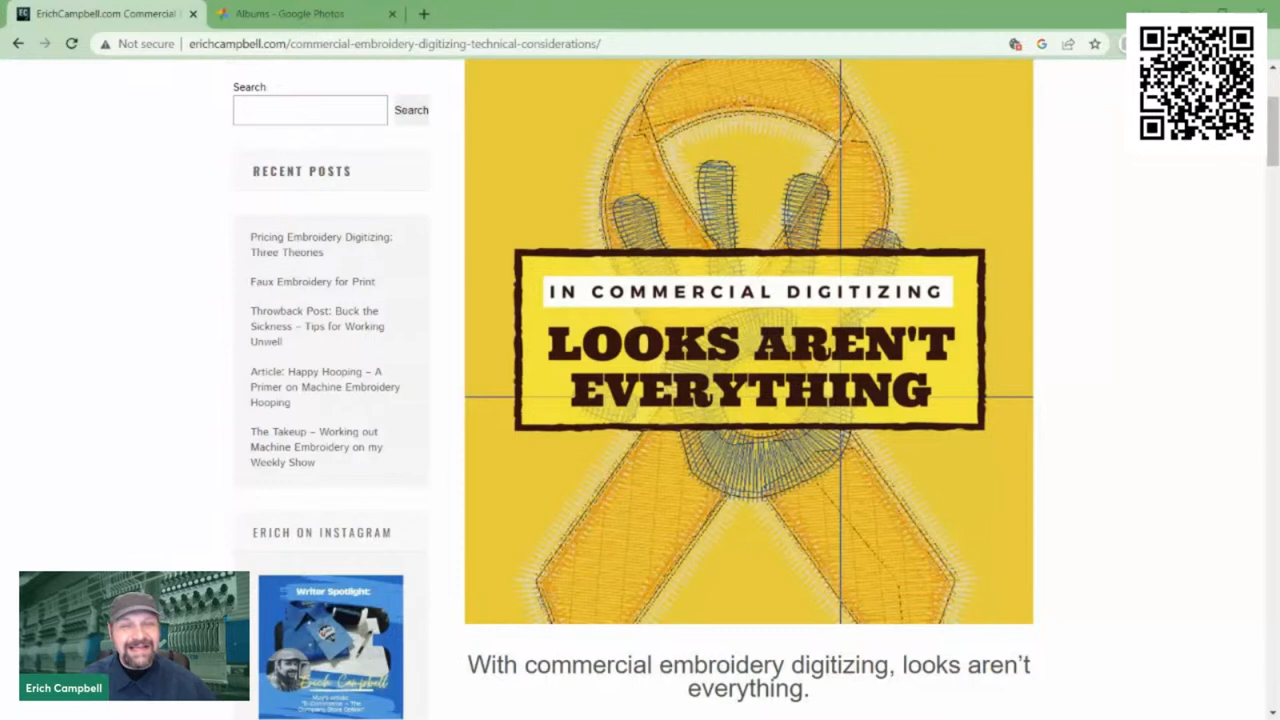 ErichCampbell.com Commercial
Albums - Google Photos
Not secure
erichcampbell.com/commercial-embroidery-digitizing-technical-considerations/
Search
Search
RECENT POSTS
Pricing Embroidery Digitizing:
Three Theories
Faux Embroidery for Print
Throwback Post: Buck the
Sickness – Tips for Working
Unwell
Article: Happy Hooping – A
Primer on Machine Embroidery
Hooping
The Takeup – Working out
Machine Embroidery on my
Weekly Show
ERICH ON INSTAGRAM
Writer Spotlight:
Erich Campbell
IN COMMERCIAL DIGITIZING
LOOKS AREN'T
EVERYTHING
With commercial embroidery digitizing, looks aren't
everything.
Erich Campbell